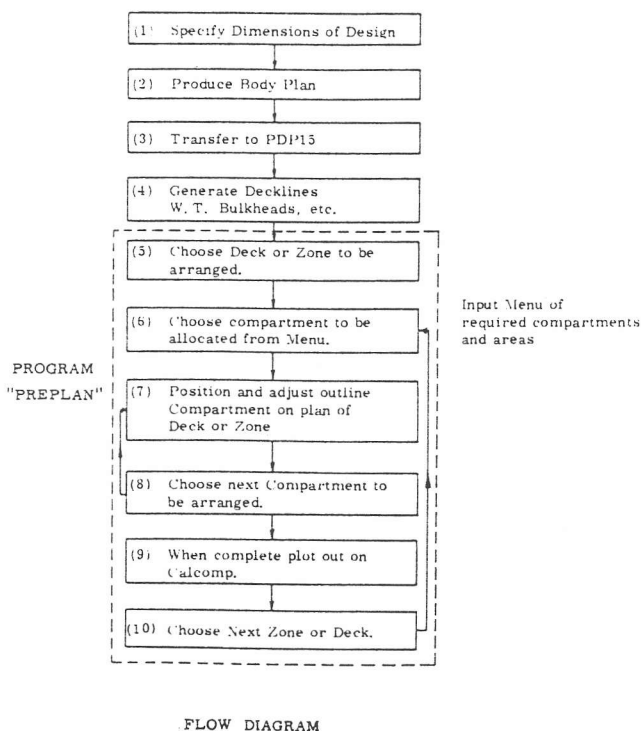 (1) Specify Dimensions of Design
(2) Produce Body Plan
(3) Transfer to PDP15
(4) Generate Decklines
W. T. Bulkheads, etc.
(5) Choose Deck or Zone to be
arranged.
(6) Choose compartment to be
allocated from Menu.
Input Menu of
required compartments
and areas
PROGRAM
"PREPLAN"
(7) Position and adjust outline
Compartment on plan of
Deck or Zone
(8) Choose next Compartment to
be arranged.
(9) When complete plot out on
Calcomp.
(10) Choose Next Zone or Deck.
FLOW DIAGRAM